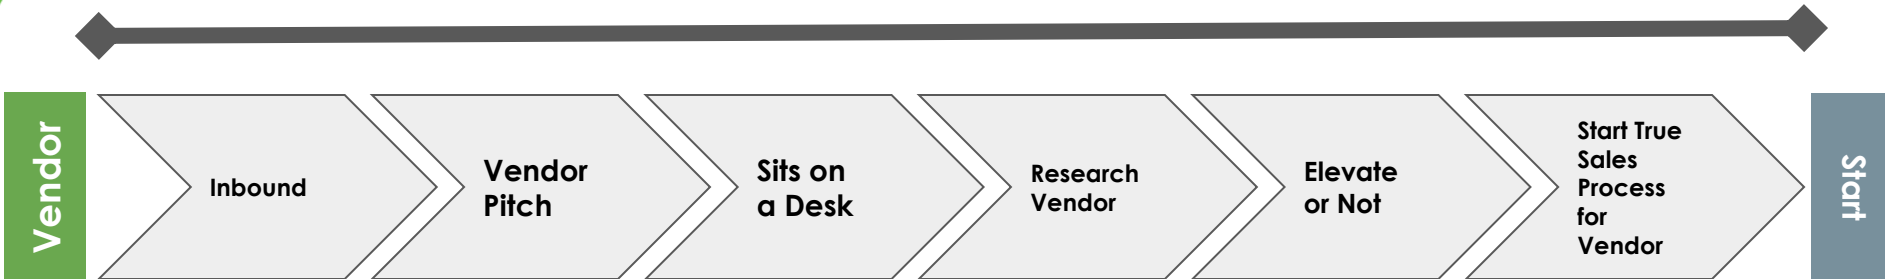 Vendor
Inbound
Vendor
Pitch
Sits on
a Desk
Research
Vendor
Elevate
or Not
Start True
Sales
Process
for
Vendor
Start